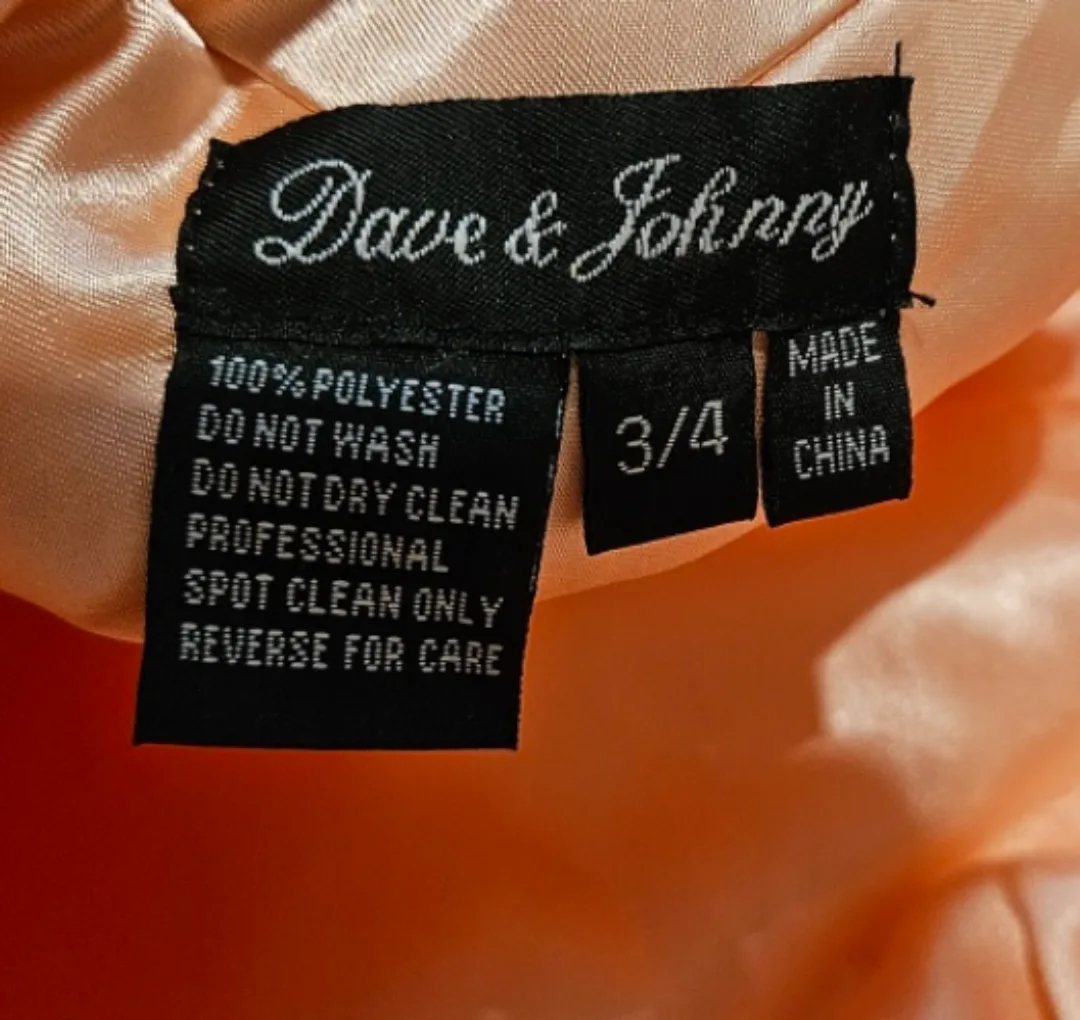 Dave & Johnny
100% POLYESTER
DO NOT WASH
DO NOT DRY CLEAN
PROFESSIONAL
SPOT CLEAN ONLY
REVERSE FOR CARE
3/4
MADE
IN
CHINA